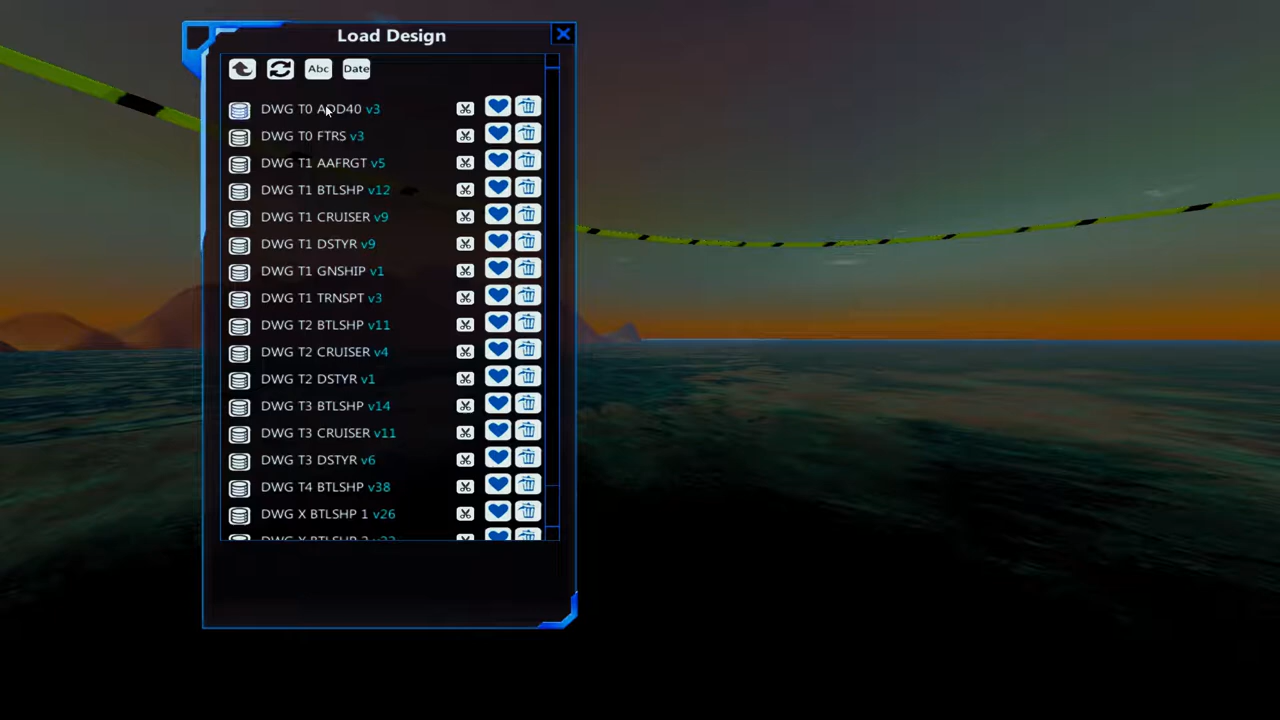 Load Design
Abc Date
DWG T0 ADD40 v3
DWG T0 FTRS v3
DWG T1 AAFRGT v5
DWG T1 BTLSHP v12
DWG T1 CRUISER v9
DWG T1 DSTYR v9
DWG T1 GNSHIP v1
DWG T1 TRNSPT v3
DWG T2 BTLSHP v11
DWG T2 CRUISER v4
DWG T2 DSTYR v1
DWG T3 BTLSHP v14
DWG T3 CRUISER v11
DWG T3 DSTYR v6
DWG T4 BTLSHP v38
DWG X BTLSHP 1 v26
DWG X BTLSHP 2